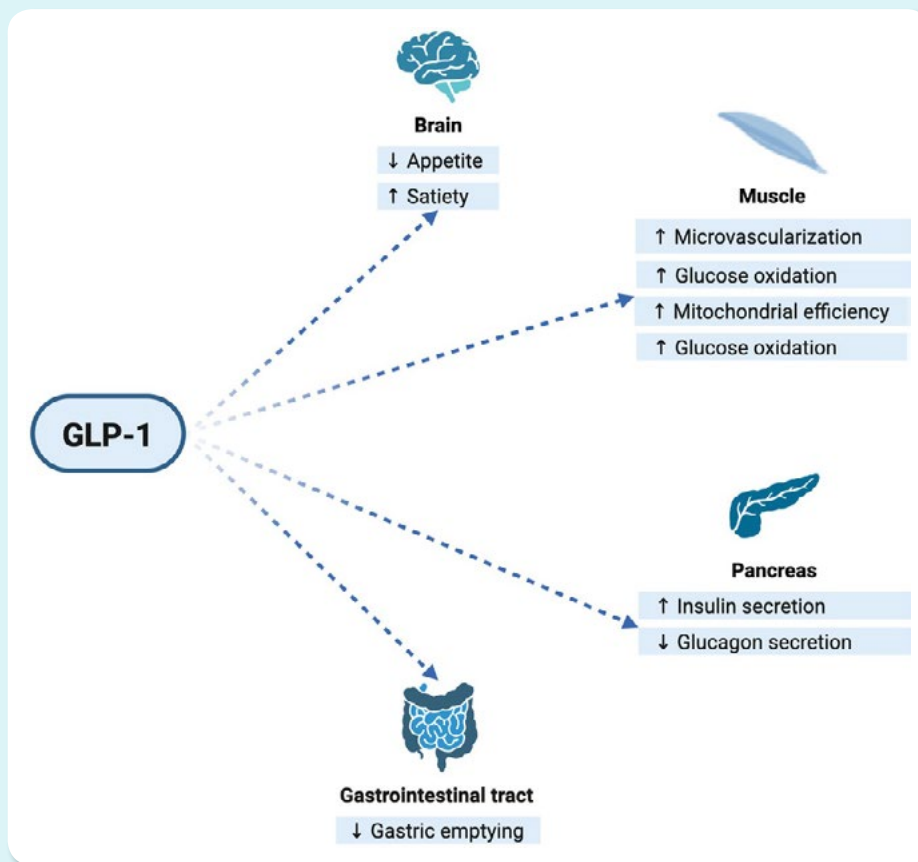 Brain
↓ Appetite
↑ Satiety
Muscle
↑ Microvascularization
↑ Glucose oxidation
↑ Mitochondrial efficiency
↑ Glucose oxidation
GLP-1
Pancreas
↑ Insulin secretion
↓ Glucagon secretion
Gastrointestinal tract
↓ Gastric emptying